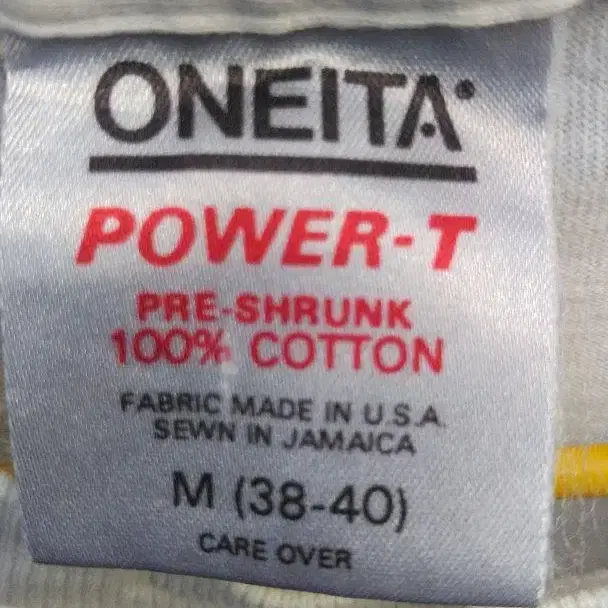 ONEITA®
POWER-T
PRE-SHRUNK
100% COTTON
FABRIC MADE IN U.S.A.
SEWN IN JAMAICA
M (38-40)
CARE OVER